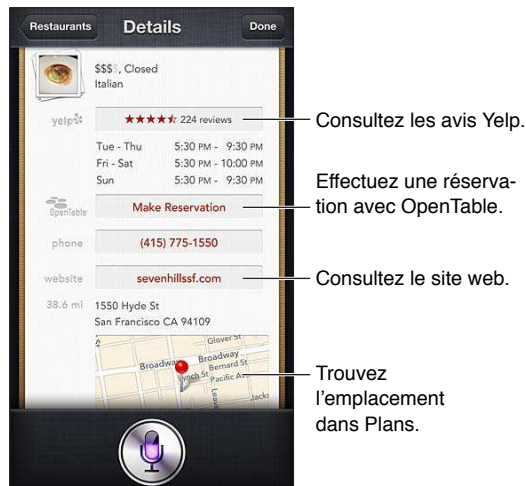 Restaurants
Details
Done
$$$$, Closed
Italian
yelp
224 reviews
Consultez les avis Yelp.
Tue - Thu 5:30 PM - 9:30 PM
Fri - Sat 5:30 PM - 10:00 PM
Sun 5:30 PM - 9:30 PM
Effectuez une réserva-
tion avec OpenTable.
OpenTable
Make Reservation
phone (415) 775-1550
website sevenhillssf.com
Consultez le site web.
38.6 mi 1550 Hyde St
San Francisco CA 94109
Glover St
Broadway Broadway
Bernard St
Lynch St Pacific Ave
Leave
Jacks
Trouvez
l'emplacement
dans Plans.